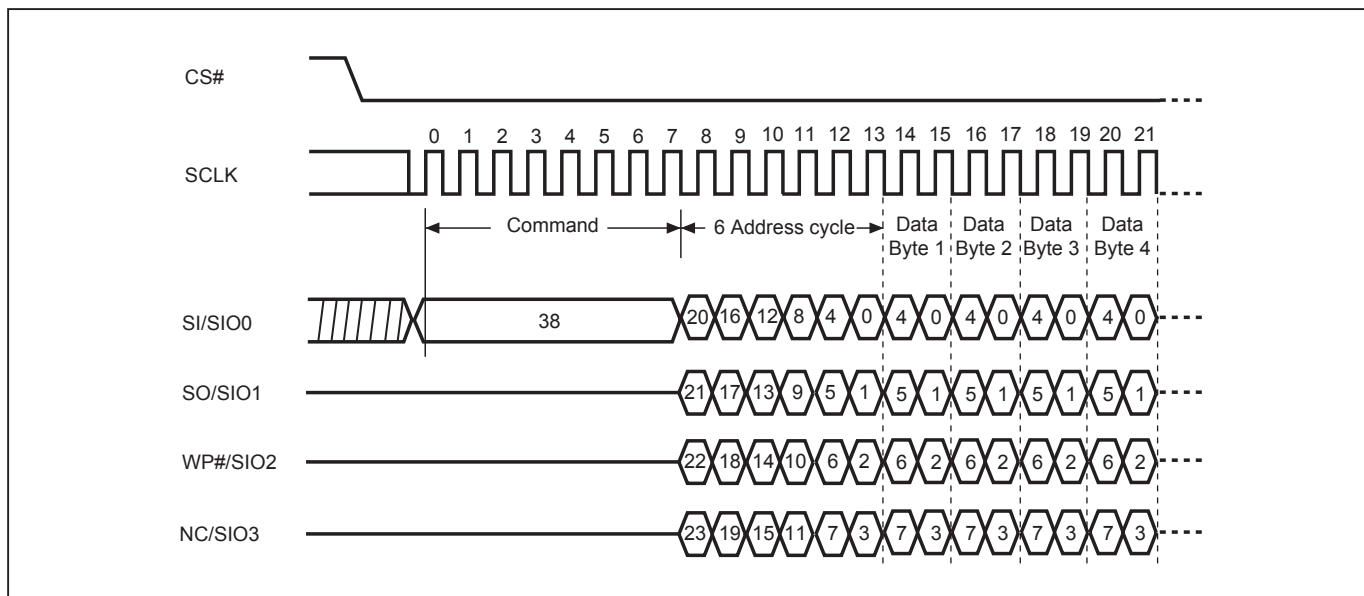 CS#
0 1 2 3 4 5 6 7 8 9 10 11 12 13 14 15 16 17 18 19 20 21
SCLK
Command 6 Address cycle Data Data Data Data
Byte 1 Byte 2 Byte 3 Byte 4
SI/SIO0 38 20 16 12 8 4 0 4 0 4 0 4 0 4 0
SO/SIO1 21 17 13 9 5 1 5 1 5 1 5 1 5 1
WP#/SIO2 22 18 14 10 6 2 6 2 6 2 6 2 6 2
NC/SIO3 23 19 15 11 7 3 7 3 7 3 7 3 7 3